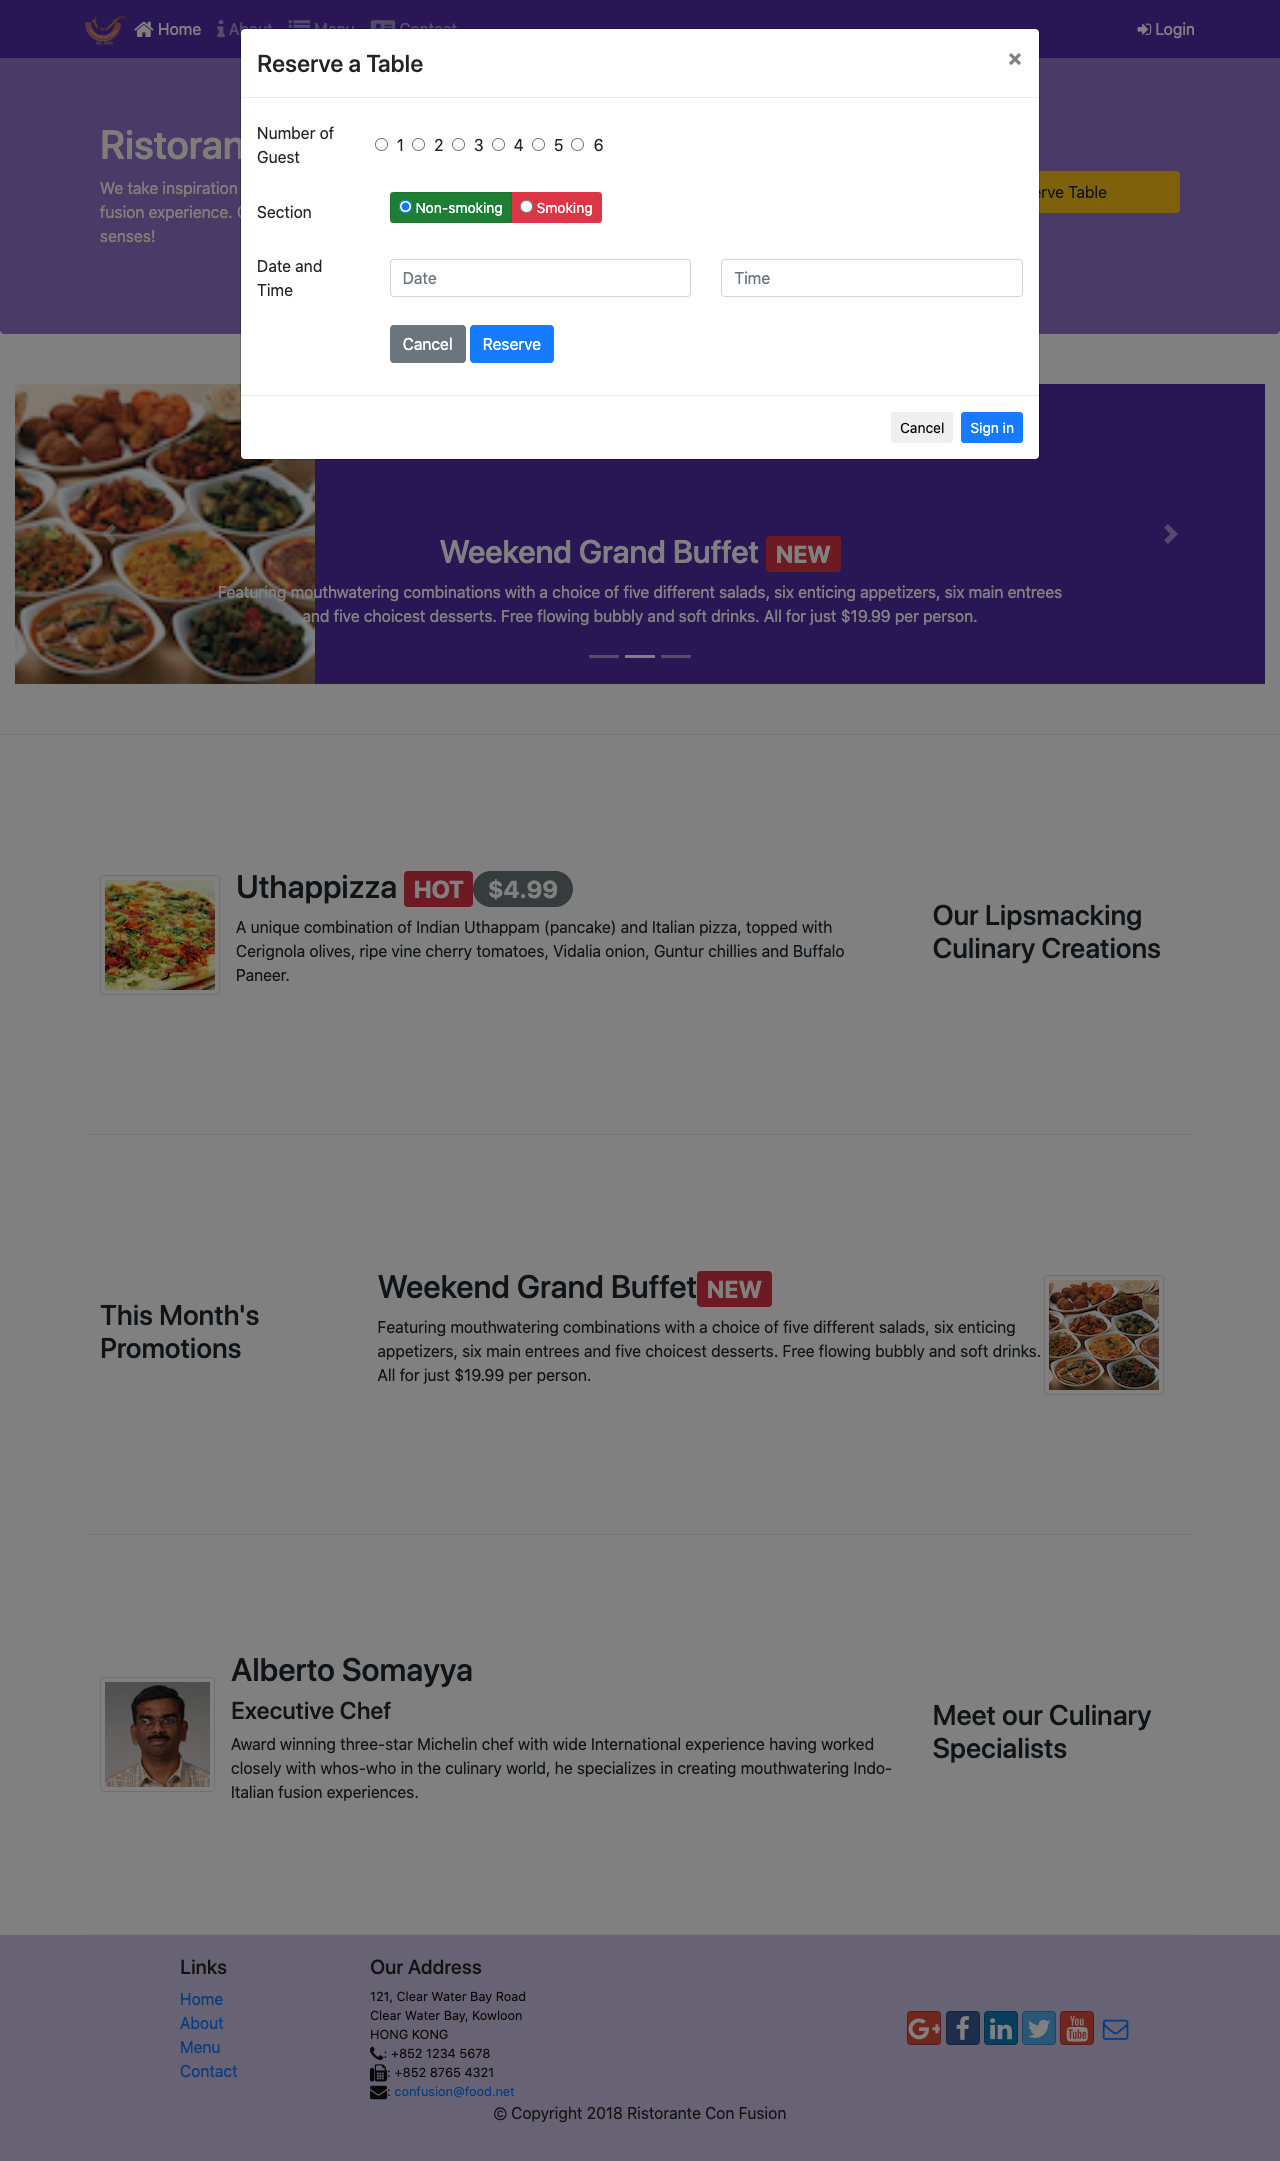 Home
Login
Reserve a Table
×
Number of
Guest
1 2 3 4 5 6
Section
Non-smoking Smoking
Date and
Time
Date
Time
Cancel Reserve
Cancel Sign in
Ristoran
We take inspiration
fusion experience.
senses!
erve Table
Weekend Grand Buffet NEW
Featuring mouthwatering combinations with a choice of five different salads, six enticing appetizers, six main entrees
and five choicest desserts. Free flowing bubbly and soft drinks. All for just $19.99 per person.
Uthappizza HOT $4.99
A unique combination of Indian Uthappam (pancake) and Italian pizza, topped with
Cerignola olives, ripe vine cherry tomatoes, Vidalia onion, Guntur chillies and Buffalo
Paneer.
Our Lipsmacking
Culinary Creations
This Month's
Promotions
Weekend Grand Buffet NEW
Featuring mouthwatering combinations with a choice of five different salads, six enticing
appetizers, six main entrees and five choicest desserts. Free flowing bubbly and soft drinks.
All for just $19.99 per person.
Alberto Somayya
Executive Chef
Award winning three-star Michelin chef with wide International experience having worked
closely with whos-who in the culinary world, he specializes in creating mouthwatering Indo-
Italian fusion experiences.
Meet our Culinary
Specialists
Links
Home
About
Menu
Contact
Our Address
121, Clear Water Bay Road
Clear Water Bay, Kowloon
HONG KONG
: +852 1234 5678
: +852 8765 4321
: confusion@food.net
You
Tube
© Copyright 2018 Ristorante Con Fusion